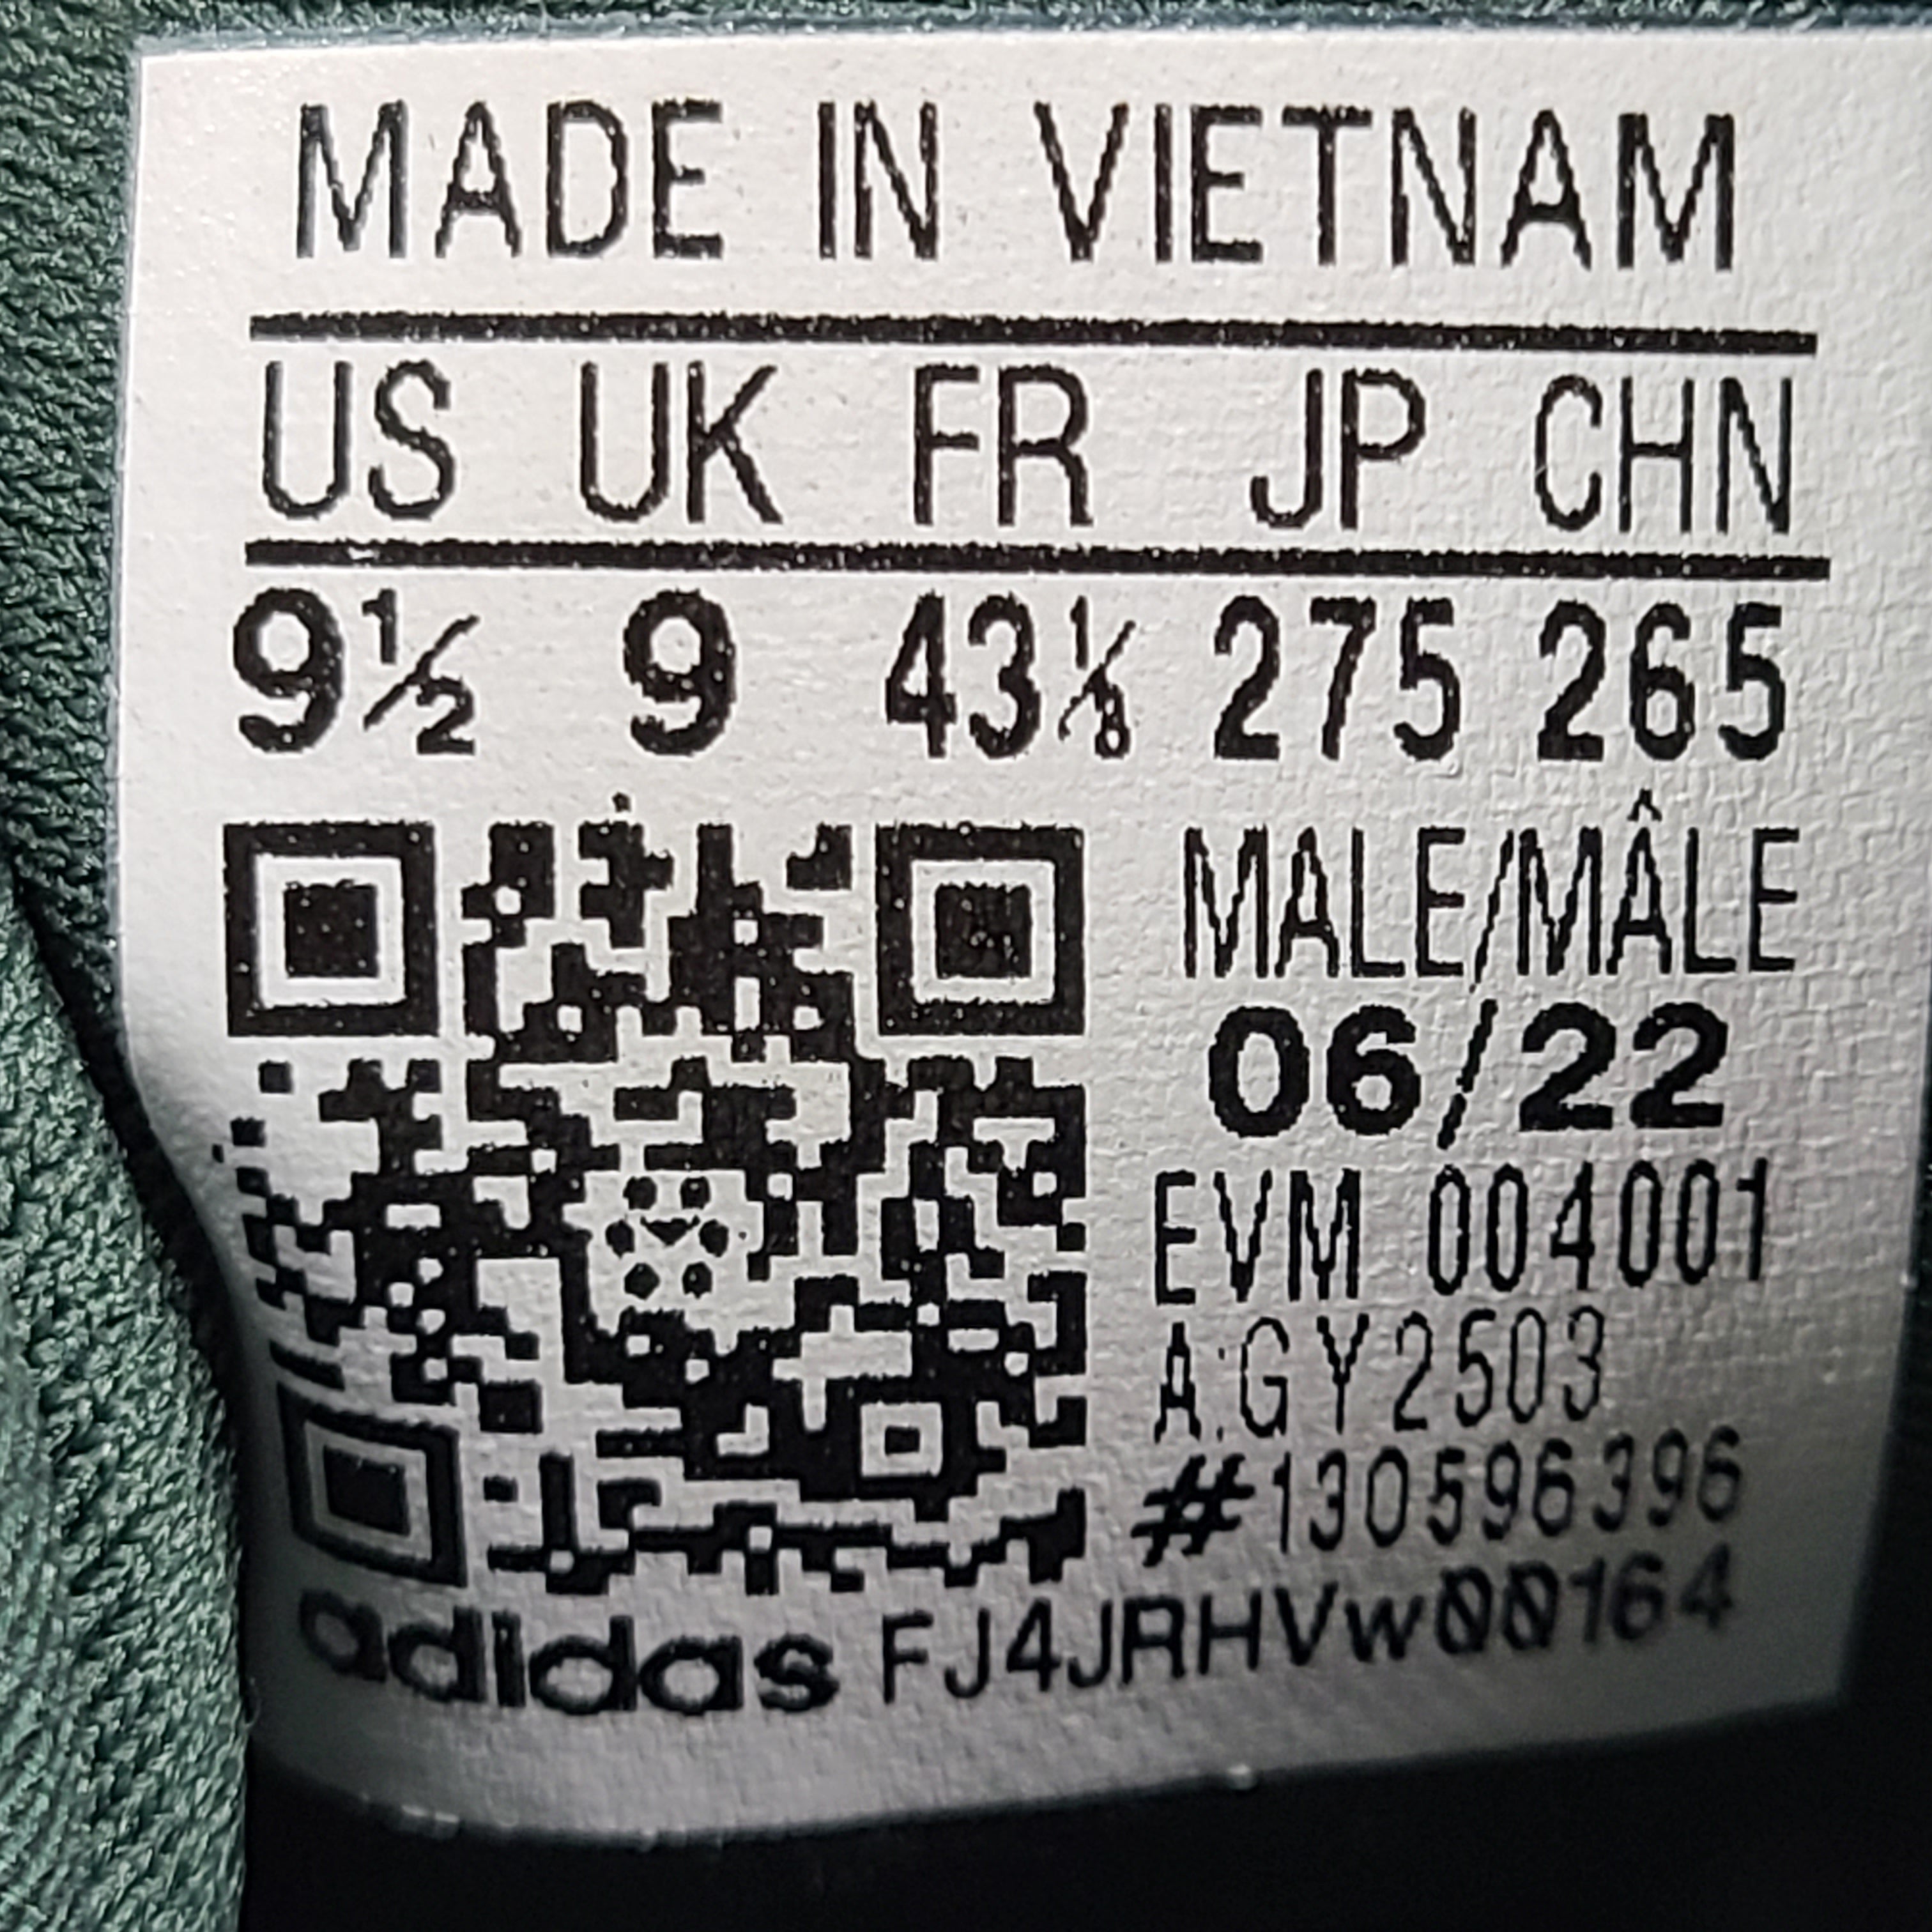 MADE IN VIETNAM
US UK FR JP CHN
9½ 9 43⅓ 275 265
MALE/MÂLE
06/22
EVM 004001
A:GY2503
#130596396
adidas FJ4JRHVw00164